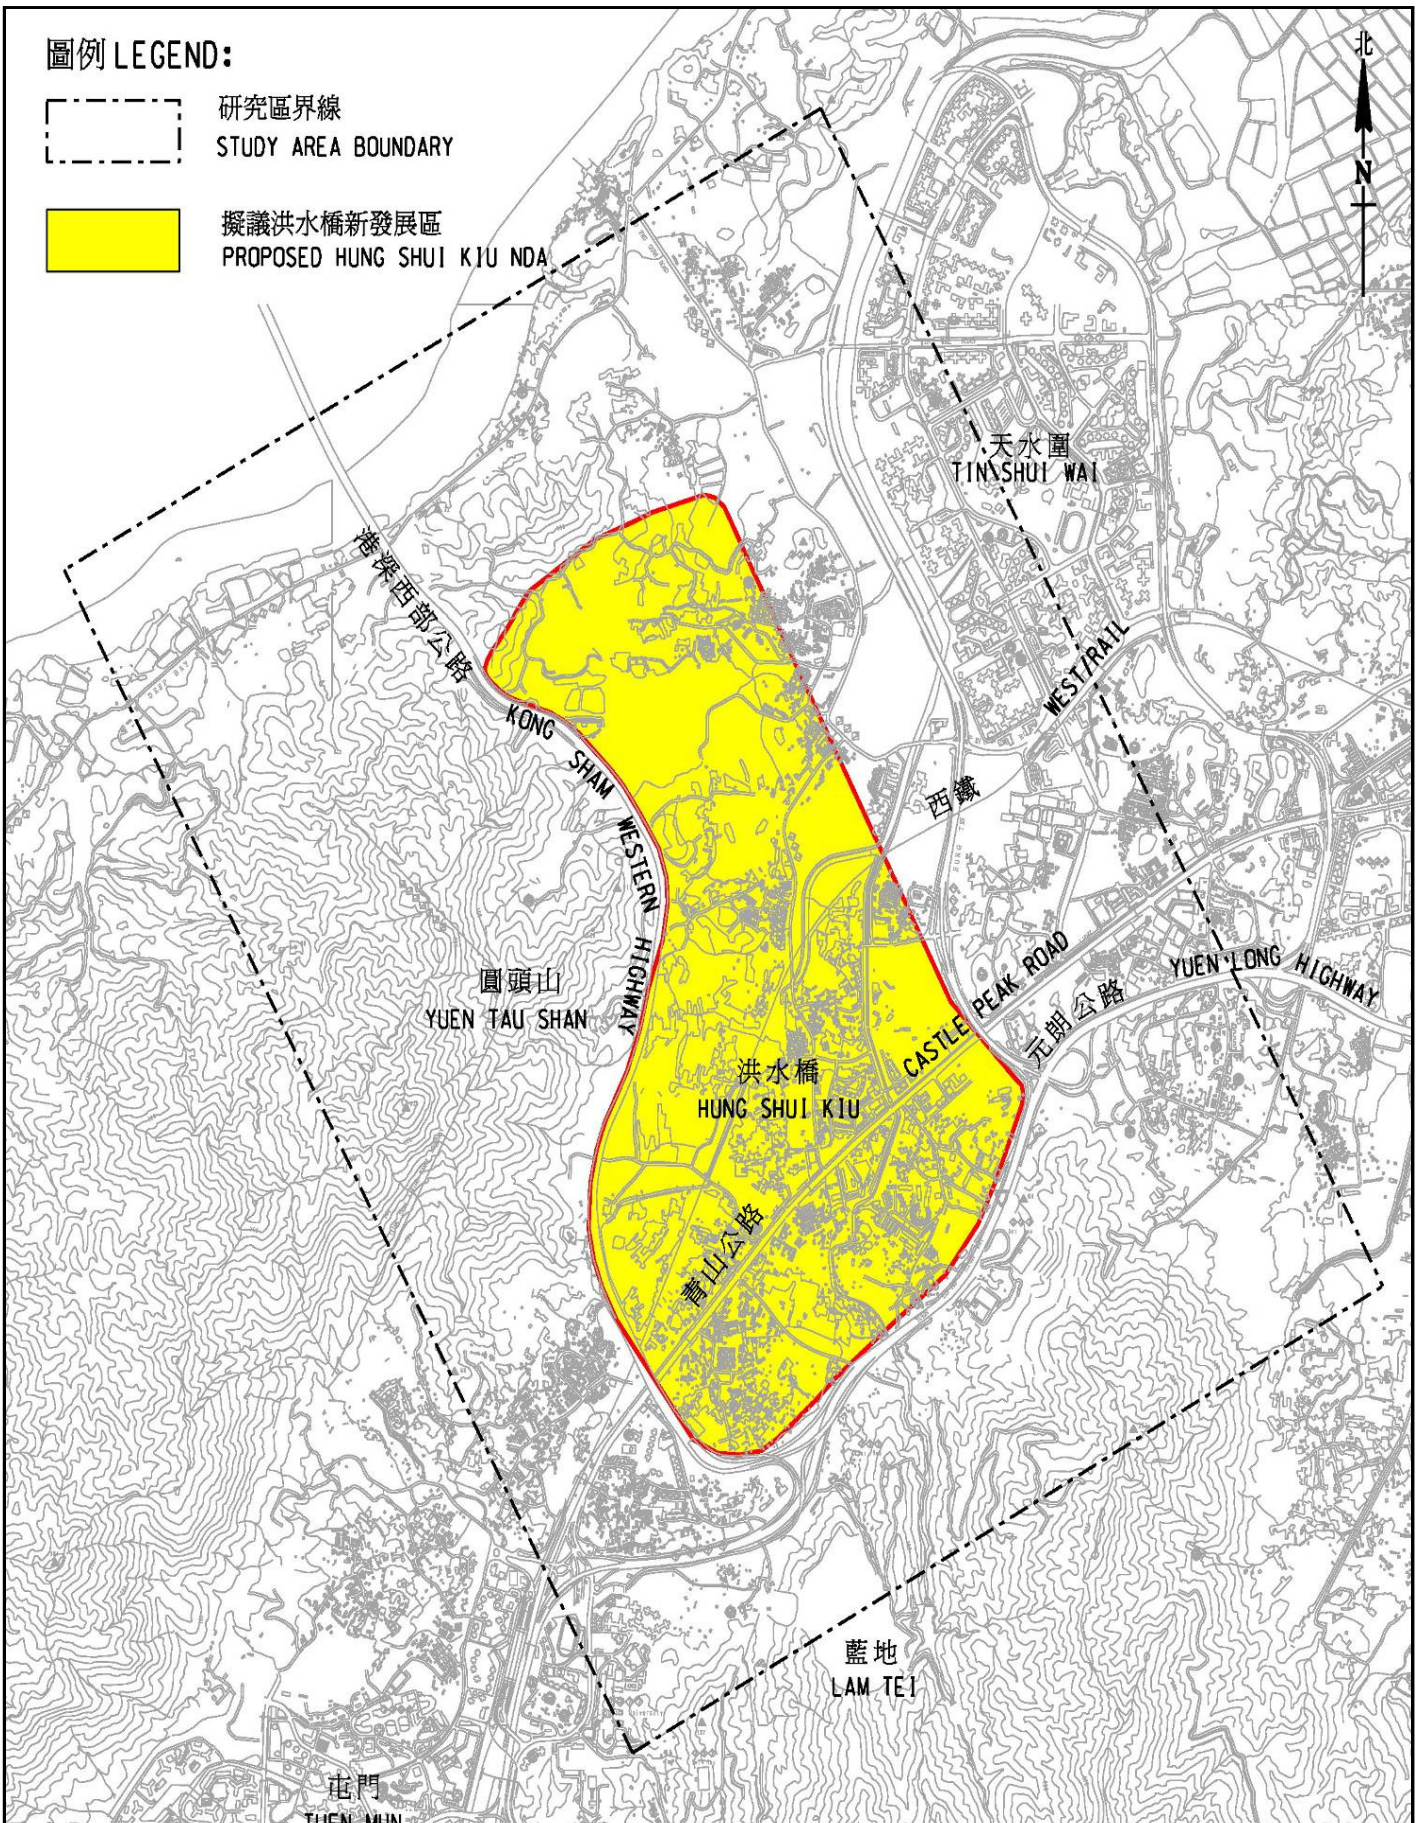 圖例 LEGEND:
北
研究區界線
STUDY AREA BOUNDARY
N
擬議洪水橋新發展區
PROPOSED HUNG SHUI KIU NDA
天水圍
TIN SHUI WAI
港深西部公路
WEST RAIL
KONG SHAM WESTERN HIGHWAY
西鐵
CASTLE PEAK ROAD
YUEN LONG HIGHWAY
圓頭山
YUEN TAU SHAN
元朗公路
洪水橋
HUNG SHUI KIU
青山公路
藍地
LAM TEI
屯門
TUEN MUN